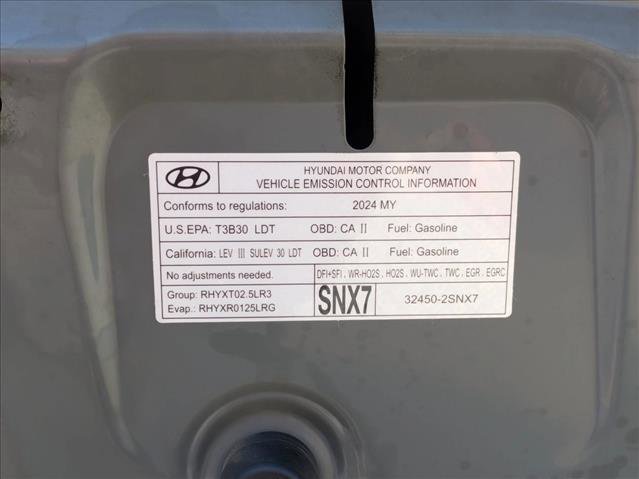 HYUNDAI MOTOR COMPANY
VEHICLE EMISSION CONTROL INFORMATION
Conforms to regulations: 2024 MY
U.S.EPA: T3B30 LDT OBD: CA II Fuel: Gasoline
California: LEV III SULEV 30 LDT OBD: CA II Fuel: Gasoline
No adjustments needed. DFI+SFI, WR-HO2S, HO2S, WU-TWC, TWC, EGR, EGRC
Group: RHYXT02.5LR3
Evap.: RHYXR0125LRG
SNX7 32450-2SNX7